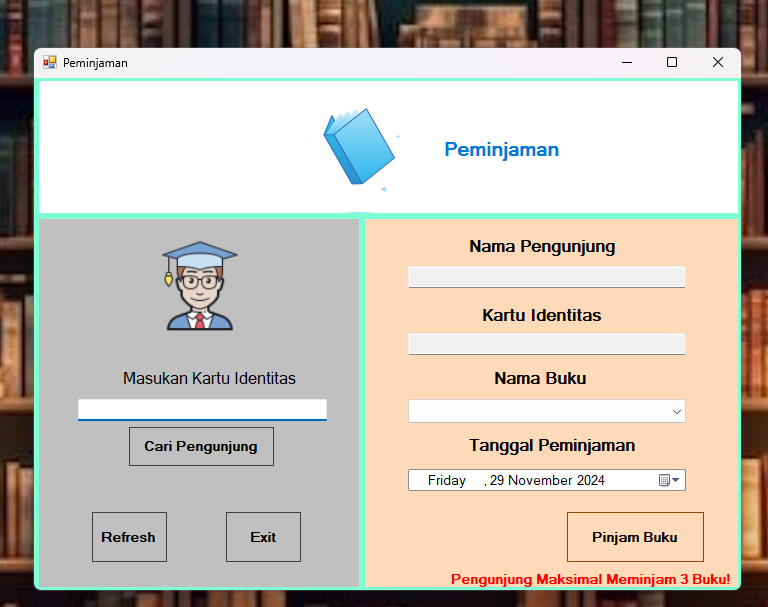 Peminjaman
Peminjaman
Masukan Kartu Identitas
Cari Pengunjung
Refresh
Exit
Nama Pengunjung
Kartu Identitas
Nama Buku
Tanggal Peminjaman
Friday , 29 November 2024
Pinjam Buku
Pengunjung Maksimal Meminjam 3 Buku!